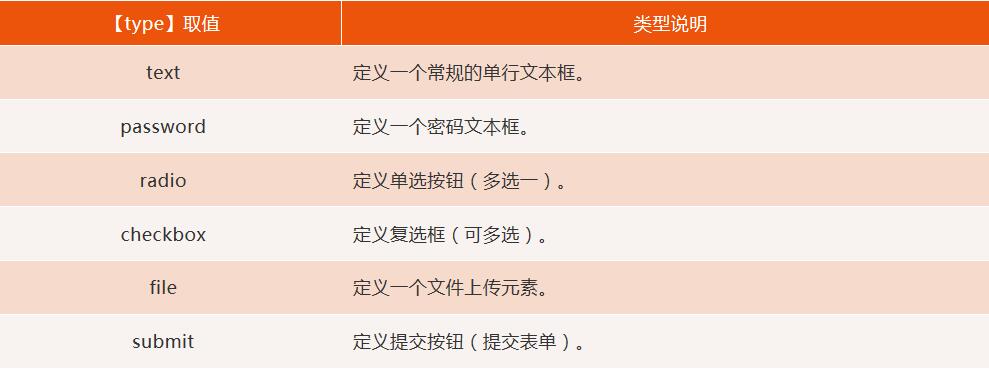 【type】取值 类型说明
text 定义一个常规的单行文本框。
password 定义一个密码文本框。
radio 定义单选按钮（多选一）。
checkbox 定义复选框（可多选）。
file 定义一个文件上传元素。
submit 定义提交按钮（提交表单）。